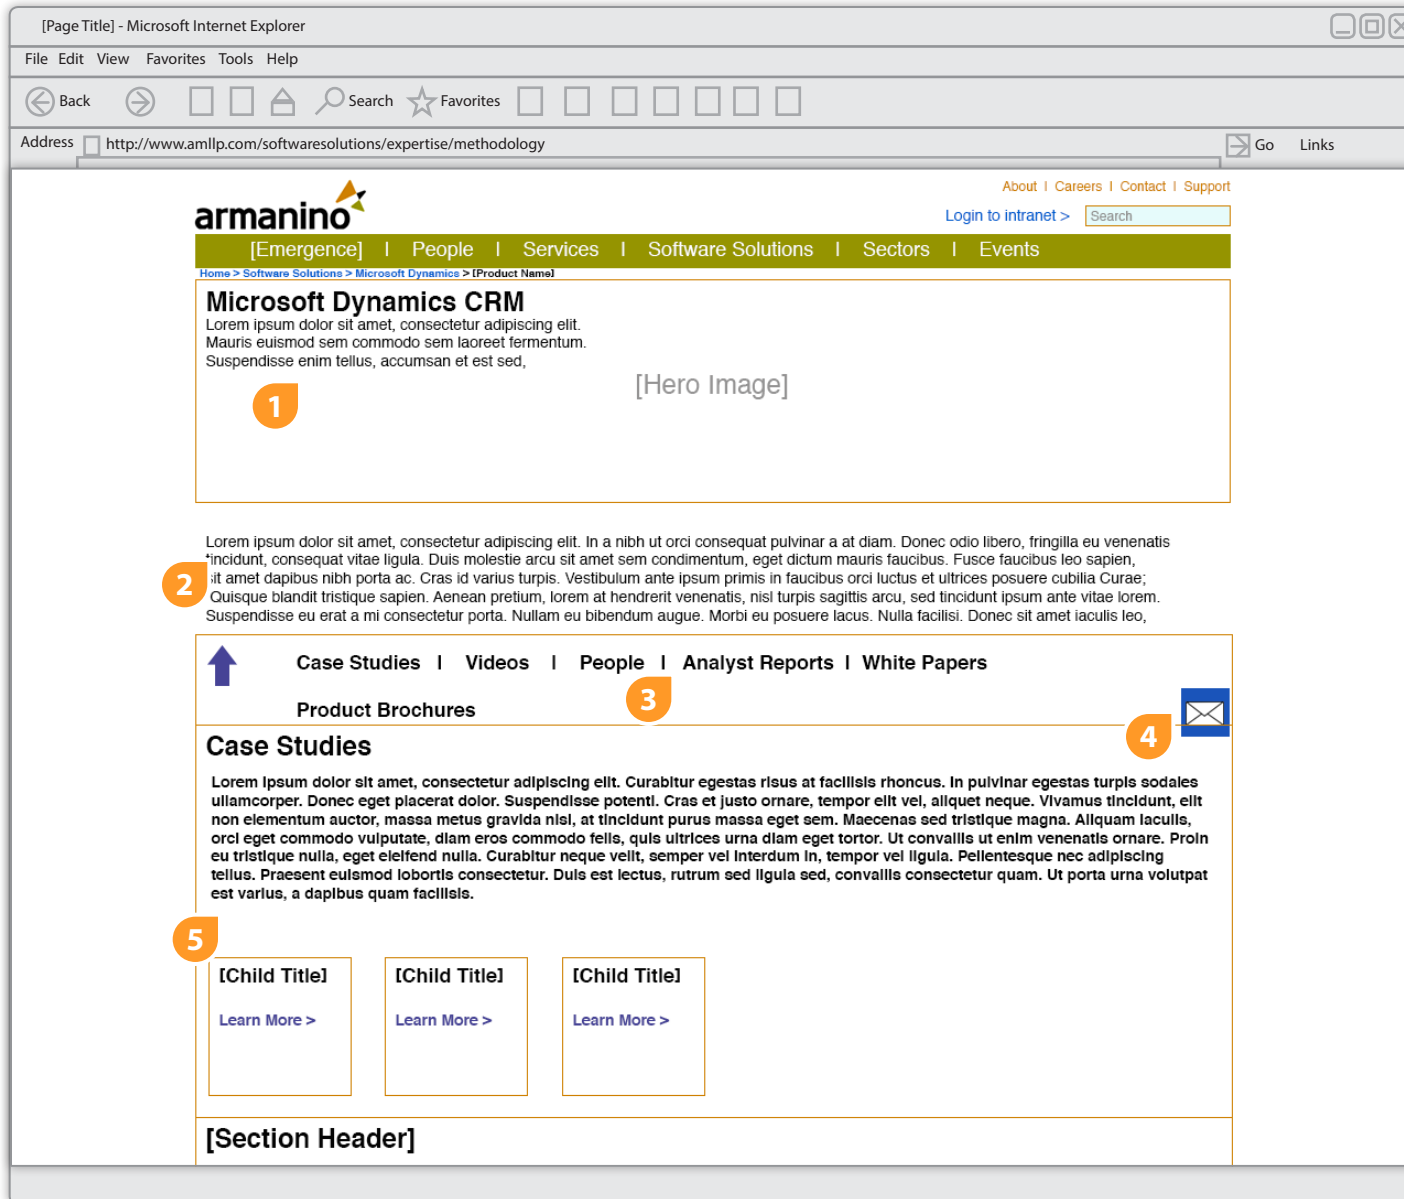 [Page Title] - Microsoft Internet Explorer
File Edit View Favorites Tools Help
Back Search Favorites
Address http://www.amllp.com/softwaresolutions/expertise/methodology Go Links
About | Careers | Contact | Support
armanino
Login to intranet > Search
[Emergence] | People | Services | Software Solutions | Sectors | Events
Home > Software Solutions > Microsoft Dynamics > [Product Name]
Microsoft Dynamics CRM
Lorem ipsum dolor sit amet, consectetur adipiscing elit.
Mauris euismod sem commodo sem laoreet fermentum.
Suspendisse enim tellus, accumsan et est sed,
[Hero Image]
1
Lorem ipsum dolor sit amet, consectetur adipiscing elit. In a nibh ut orci consequat pulvinar a at diam. Donec odio libero, fringilla eu venenatis
tincidunt, consequat vitae ligula. Duis molestie arcu sit amet sem condimentum, eget dictum mauris faucibus. Fusce faucibus leo sapien,
2
sit amet dapibus nibh porta ac. Cras id varius turpis. Vestibulum ante ipsum primis in faucibus orci luctus et ultrices posuere cubilia Curae;
Quisque blandit tristique sapien. Aenean pretium, lorem at hendrerit venenatis, nisl turpis sagittis arcu, sed tincidunt ipsum ante vitae lorem.
Suspendisse eu erat a mi consectetur porta. Nullam eu bibendum augue. Morbi eu posuere lacus. Nulla facilisi. Donec sit amet iaculis leo,
Case Studies | Videos | People | Analyst Reports | White Papers
3
Product Brochures
4
Case Studies
Lorem ipsum dolor sit amet, consectetur adipiscing elit. Curabitur egestas risus at facilisis rhoncus. In pulvinar egestas turpis sodales
ullamcorper. Donec eget placerat dolor. Suspendisse potenti. Cras et justo ornare, tempor elit vel, aliquet neque. Vivamus tincidunt, elit
non elementum auctor, massa metus gravida nisl, at tincidunt purus massa eget sem. Maecenas sed tristique magna. Aliquam iaculis,
orci eget commodo vulputate, diam eros commodo felis, quis ultrices urna diam eget tortor. Ut convallis ut enim venenatis ornare. Proin
eu tristique nulla, eget eleifend nulla. Curabitur neque velit, semper vel interdum in, tempor vel ligula. Pellentesque nec adipiscing
tellus. Praesent euismod lobortis consectetur. Duis est lectus, rutrum sed ligula sed, convallis consectetur quam. Ut porta urna volutpat
est varius, a dapibus quam facilisis.
5
[Child Title] [Child Title] [Child Title]
Learn More > Learn More > Learn More >
[Section Header]